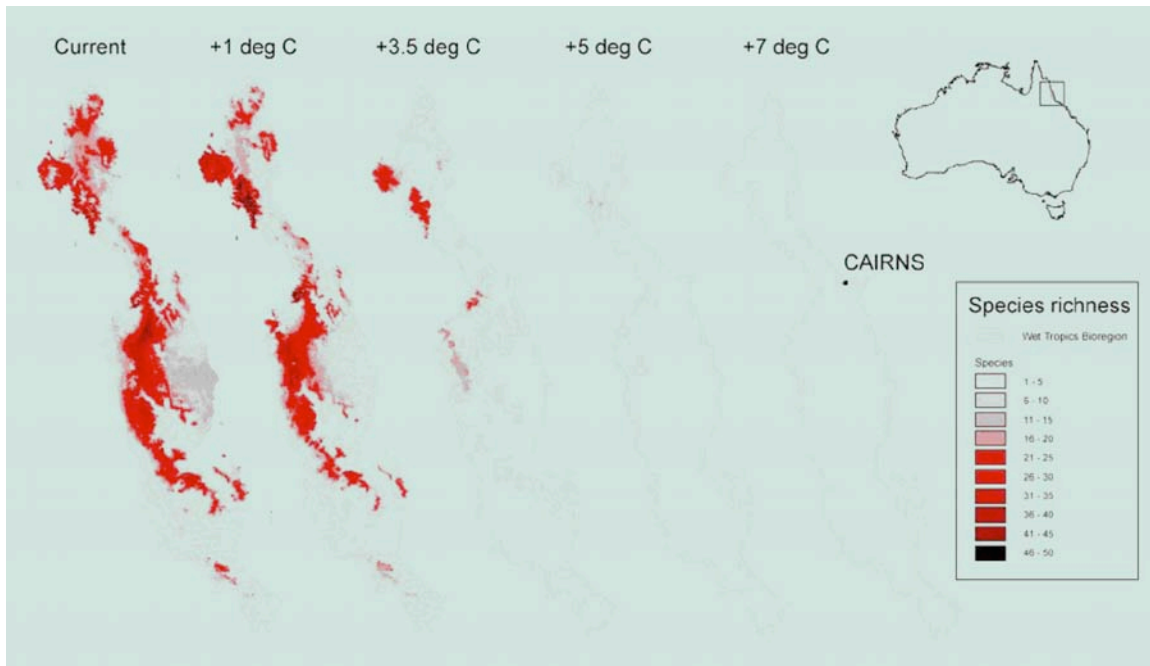 Current +1 deg C +3.5 deg C +5 deg C +7 deg C
CAIRNS
Species richness
Wet Tropics Bioregion
Species
1 - 5
6 - 10
11 - 15
16 - 20
21 - 25
26 - 30
31 - 35
36 - 40
41 - 45
46 - 50